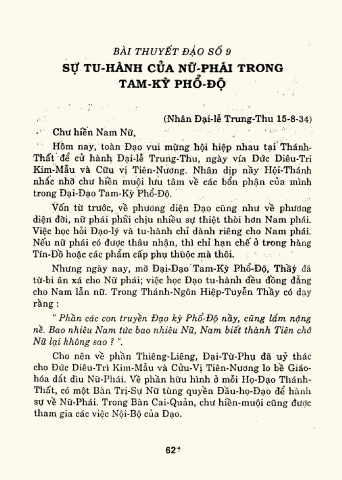 BÀI THUYẾT ĐẠO SỐ 9
SỰ TU-HÀNH CỦA NỮ-PHÁI TRONG
TAM-KỲ PHỔ-ĐỘ
(Nhân Đại-lễ Trung-Thu 15-8-34)
Chư hiền Nam Nữ,
Hôm nay, toàn Đạo vui mừng hội hiệp nhau tại Thánh-
Thất để cử hành Đại-lễ Trung-Thu, ngày vía Đức Diêu-Trì
Kim-Mẫu và Cửu vị Tiên-Nương. Nhân dịp nầy Hội-Thánh
nhắc nhở chư hiền muội lưu tâm về các bổn phận của mình
trong Đại-Đạo Tam-Kỳ Phổ-Độ.
Vốn từ trước, về phương diện Đạo cũng như về phương
diện đời, nữ phái phải chịu nhiều sự thiệt thòi hơn Nam phái.
Việc học hỏi Đạo-lý và tu-hành chỉ dành riêng cho Nam phái.
Nếu nữ phái có được thâu nhận, thì chỉ hạn chế ở trong hàng
Tín-Đồ hoặc các phẩm cấp phụ thuộc mà thôi.
Nhưng ngày nay, mở Đại-Đạo Tam-Kỳ Phổ-Độ, Thầy đã
từ-bi ân xá cho Nữ phái; việc học Đạo tu-hành đều đồng đẳng
cho Nam lẫn nữ. Trong Thánh-Ngôn Hiệp-Tuyển Thầy có dạy
rằng :
" Phần các con truyền Đạo kỳ Phổ-Độ nầy, cũng lắm nặng
nề. Bao nhiêu Nam tức bao nhiêu Nữ, Nam biết thành Tiên chớ
Nữ lại không sao ? ".
Cho nên về phần Thiêng-Liêng, Đại-Từ-Phụ đã uỷ thác
cho Đức Diêu-Trì Kim-Mẫu và Cửu-Vị Tiên-Nương lo bề Giáo-
hóa dắt dìu Nữ-Phái. Về phần hữu hình ở mỗi Họ-Đạo Thánh-
Thất, có một Bàn Trị-Sự Nữ tùng quyền Đầu-họ-Đạo để hành
sự về Nữ-Phái. Trong Bàn Cai-Quản, chư hiền-muội cũng được
tham gia các việc Nội-Bộ của Đạo.
62